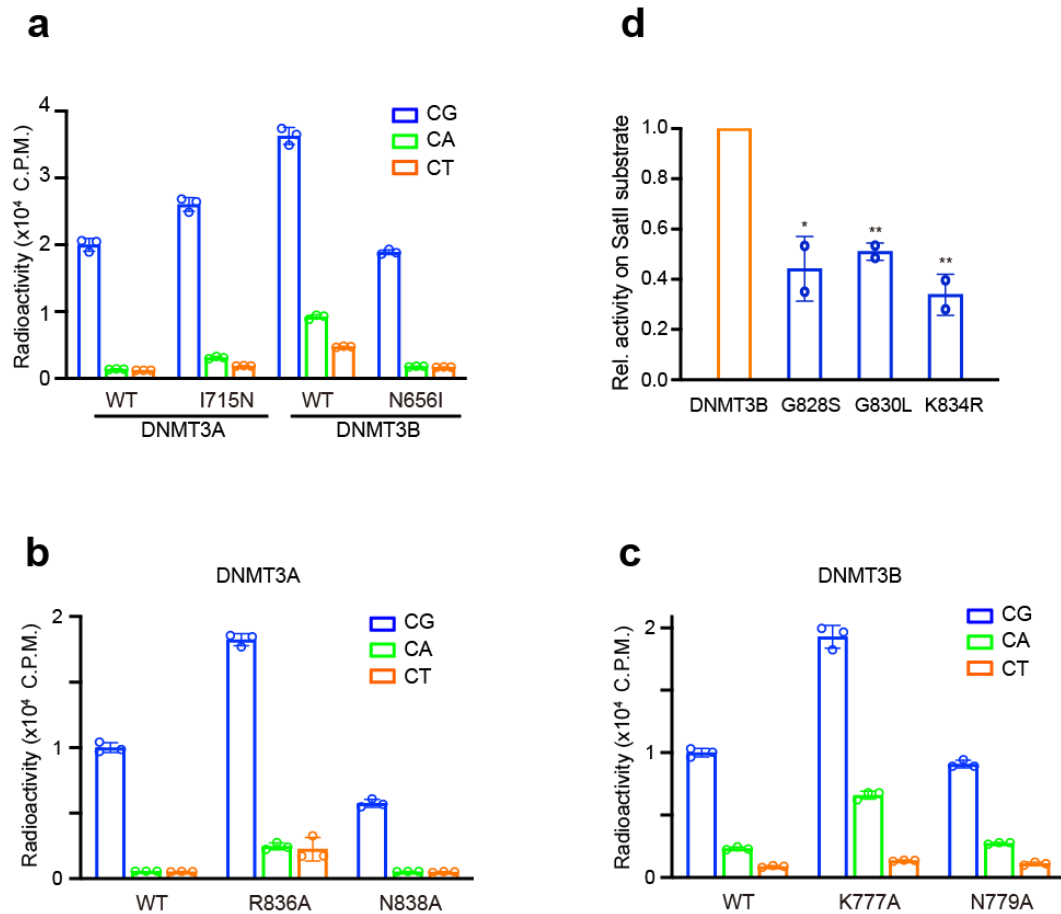 a
Radioactivity (x10⁴ C.P.M.)
4
3
2
1
0
CG
CA
CT
WT
I715N
WT
N656I
DNMT3A
DNMT3B
d
Rel. activity on SatII substrate
1.0
0.8
0.6
0.4
0.2
0.0
*
**
**
DNMT3B
G828S
G830L
K834R
b
DNMT3A
Radioactivity (x10⁴ C.P.M.)
2
1
0
CG
CA
CT
WT
R836A
N838A
c
DNMT3B
Radioactivity (x10⁴ C.P.M.)
2
1
0
CG
CA
CT
WT
K777A
N779A